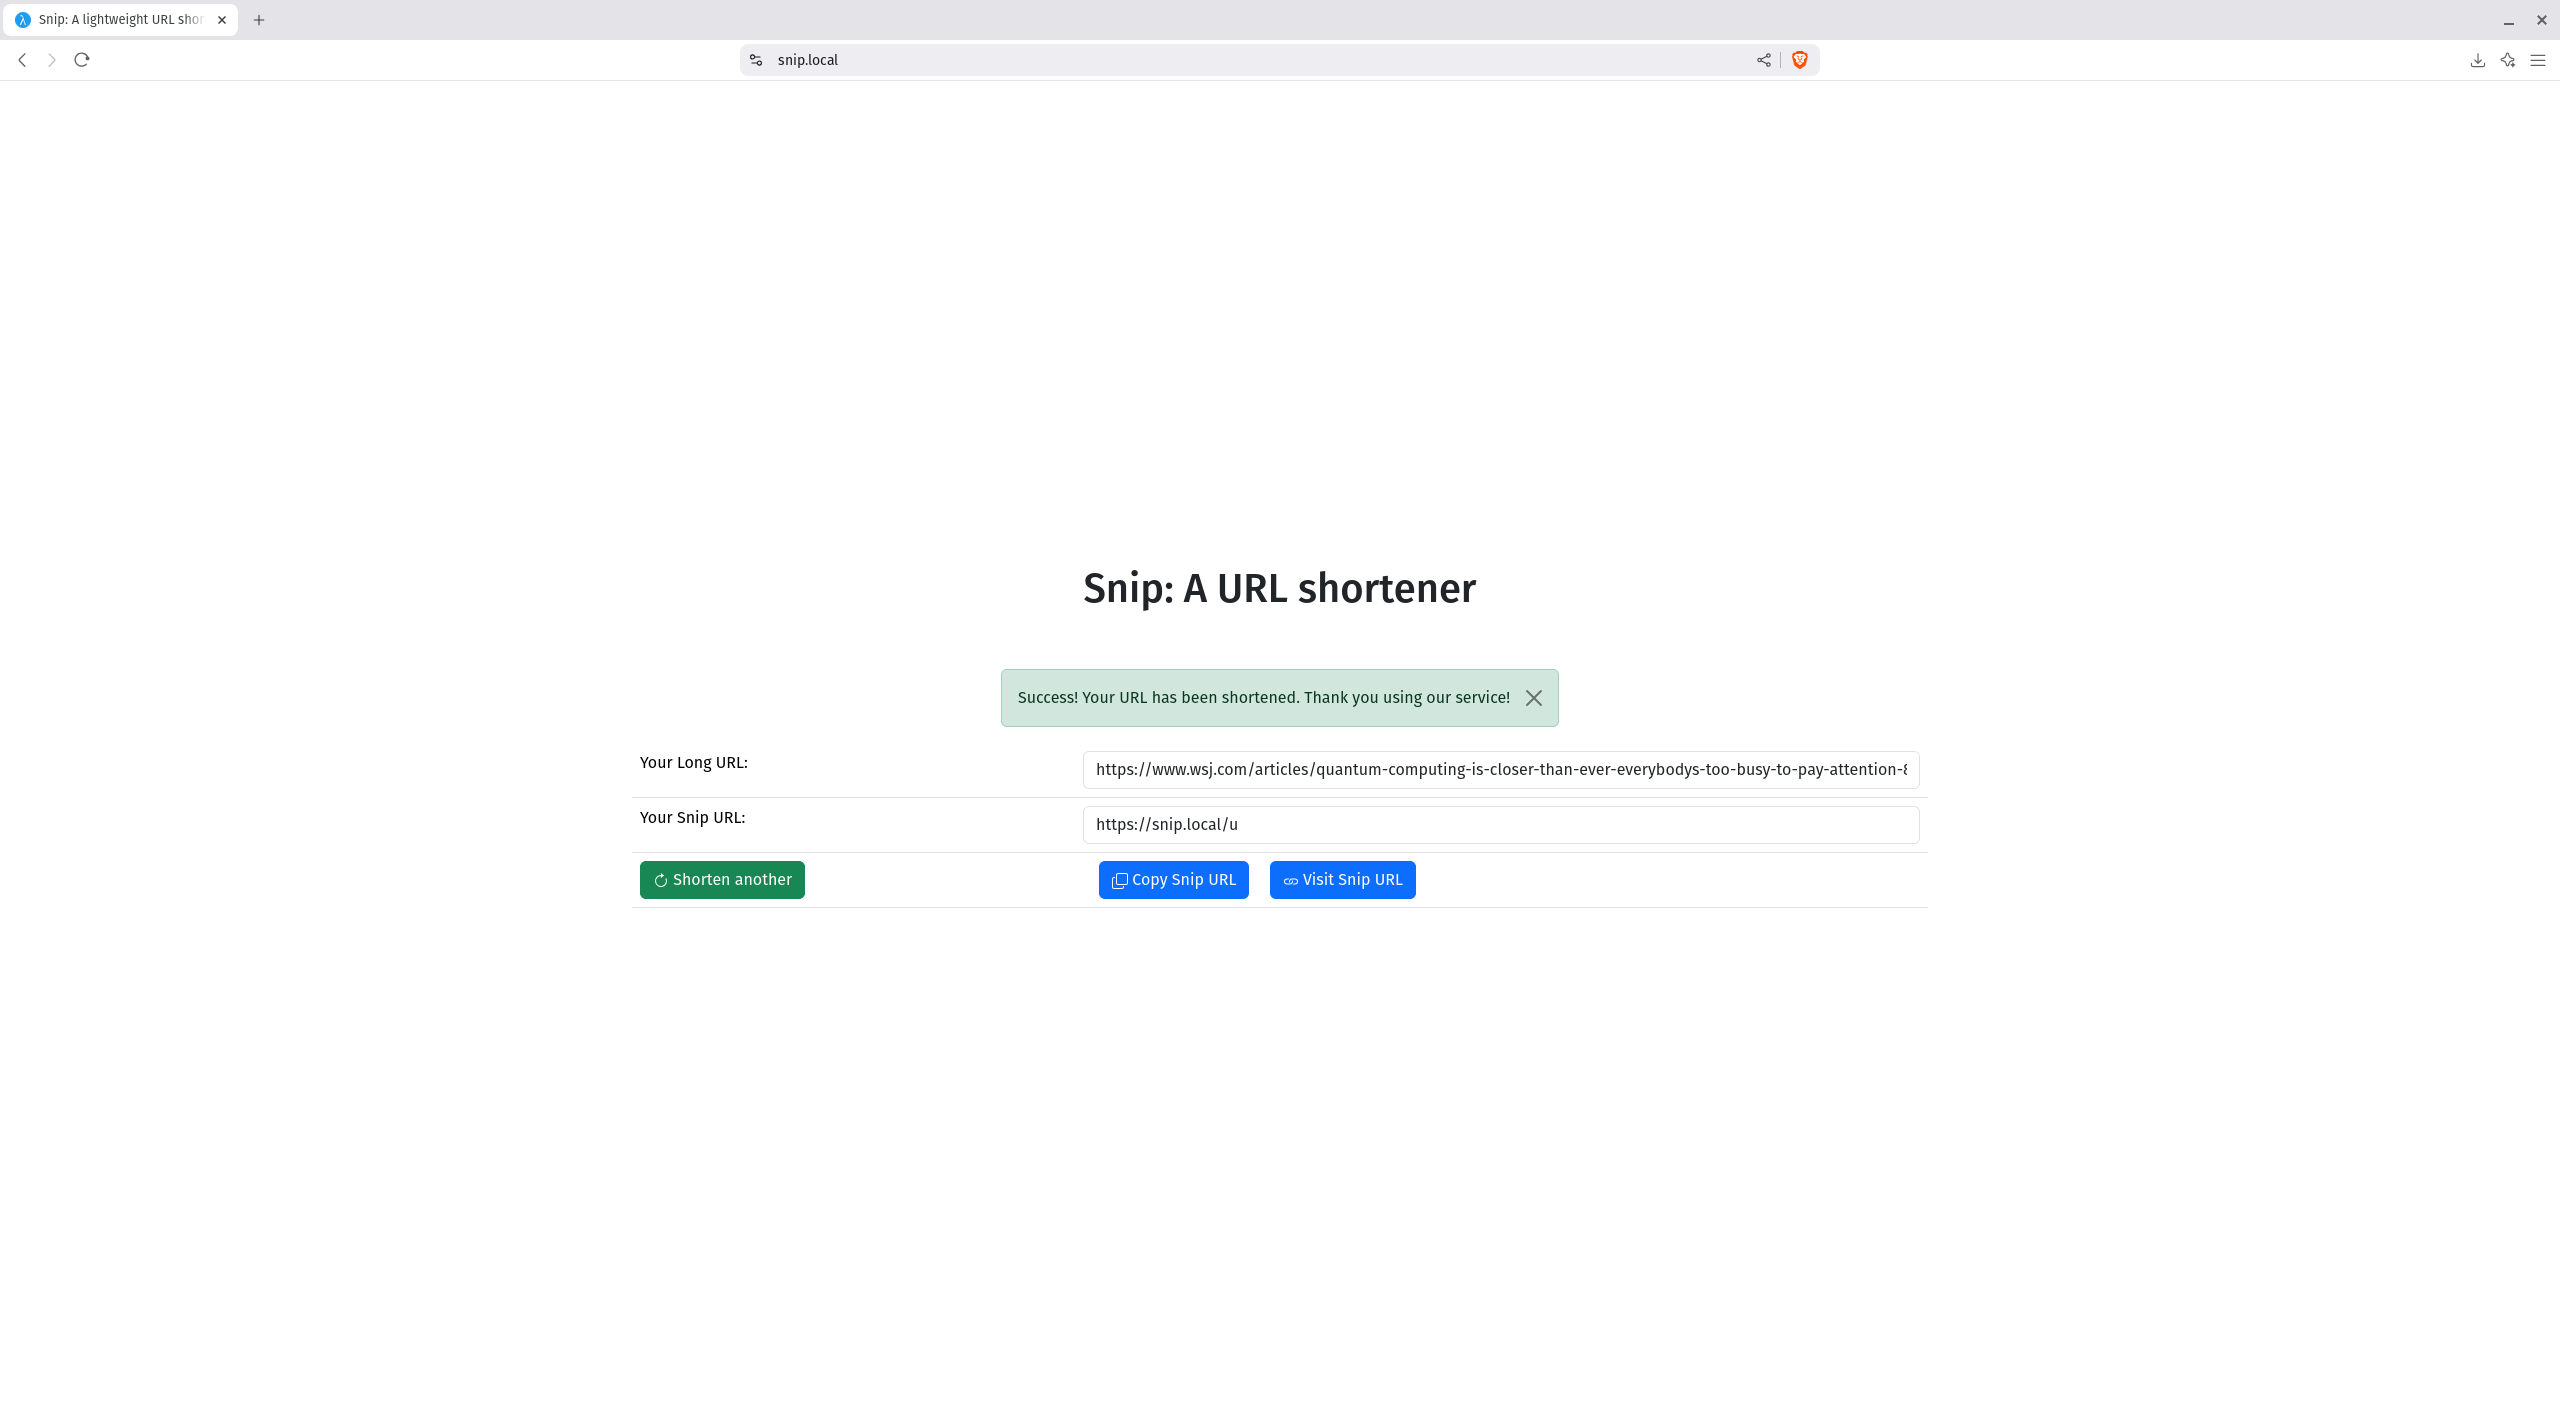 Snip: A lightweight URL shor
snip.local
Snip: A URL shortener
Success! Your URL has been shortened. Thank you using our service!
Your Long URL: https://www.wsj.com/articles/quantum-computing-is-closer-than-ever-everybodys-too-busy-to-pay-attention-
Your Snip URL: https://snip.local/u
Shorten another Copy Snip URL Visit Snip URL